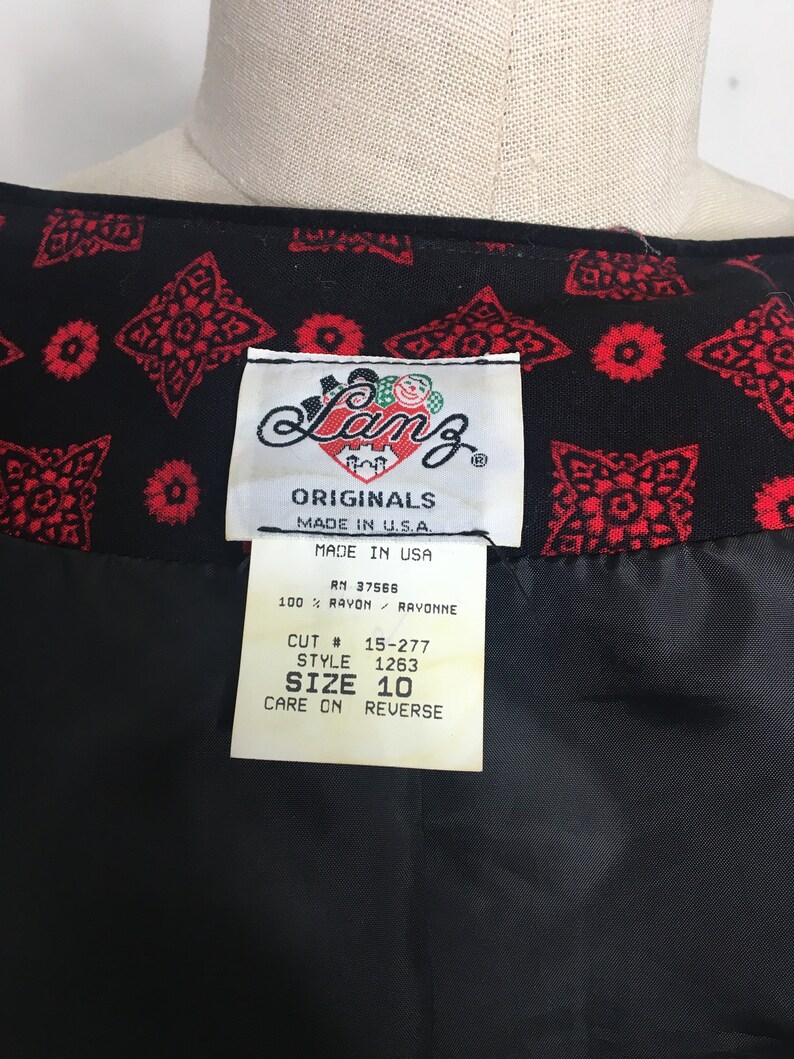 Lanz®
ORIGINALS
MADE IN U.S.A.
MADE IN USA
RN 37566
100 % RAYON / RAYONNE
CUT # 15-277
STYLE 1263
SIZE 10
CARE ON REVERSE